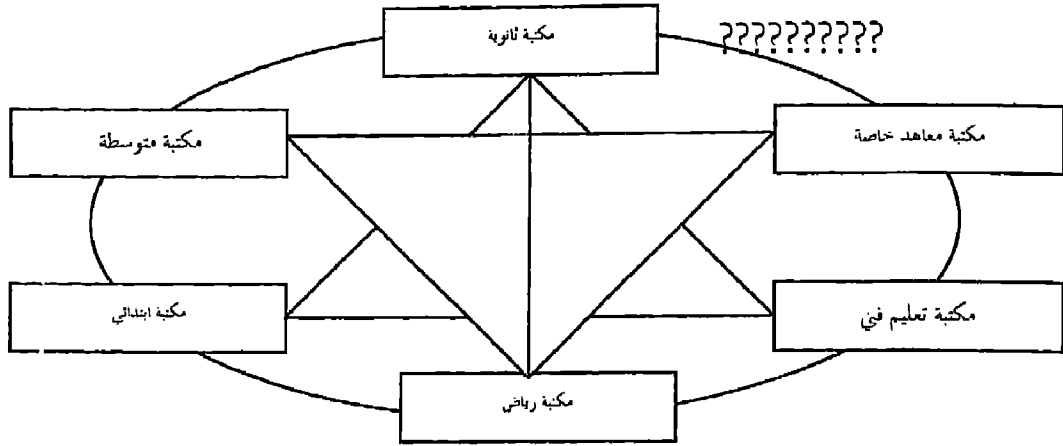 مكتبة ثانوية
??????????
مكتبة معاهد خاصة
مكتبة متوسطة
مكتبة تعليم فني
مكتبة ابتدائي
مكتبة رياض